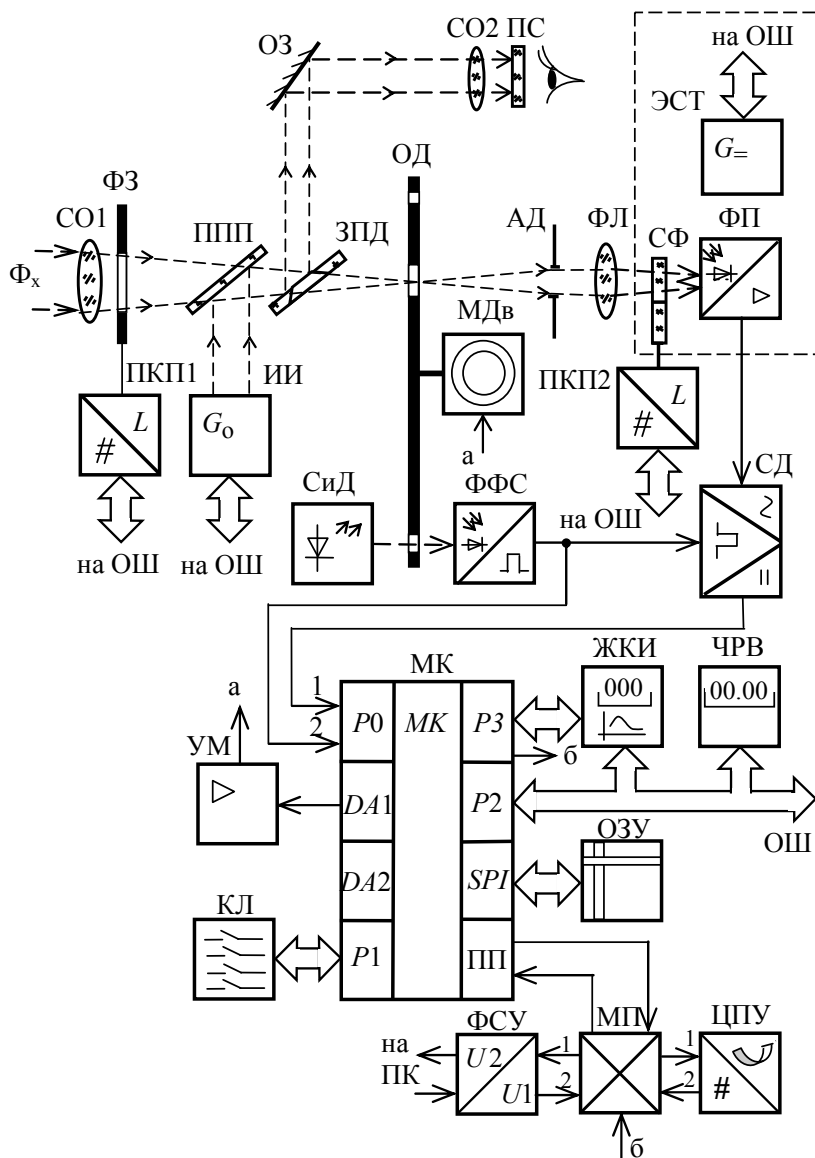 ОЗ
СО2 ПС
на ОШ
ЭСТ
G=
ОД
ФЗ
СО1
ППП
ЗПД
АД
ФЛ
СФ
ФП
Фх
МДв
ПКП1
ИИ
ПКП2
L
#
Gо
L
#
а
СД
СиД
ФФС
на ОШ
на ОШ
на ОШ
~
=
МК
ЖКИ
ЧРВ
а
1
2
P0
MK
P3
000
00.00
б
УМ
DA1
P2
ОЗУ
ОШ
DA2
SPI
КЛ
P1
ПП
ФСУ
МП
ЦПУ
на
ПК
U2
U1
1
2
1
2
#
б